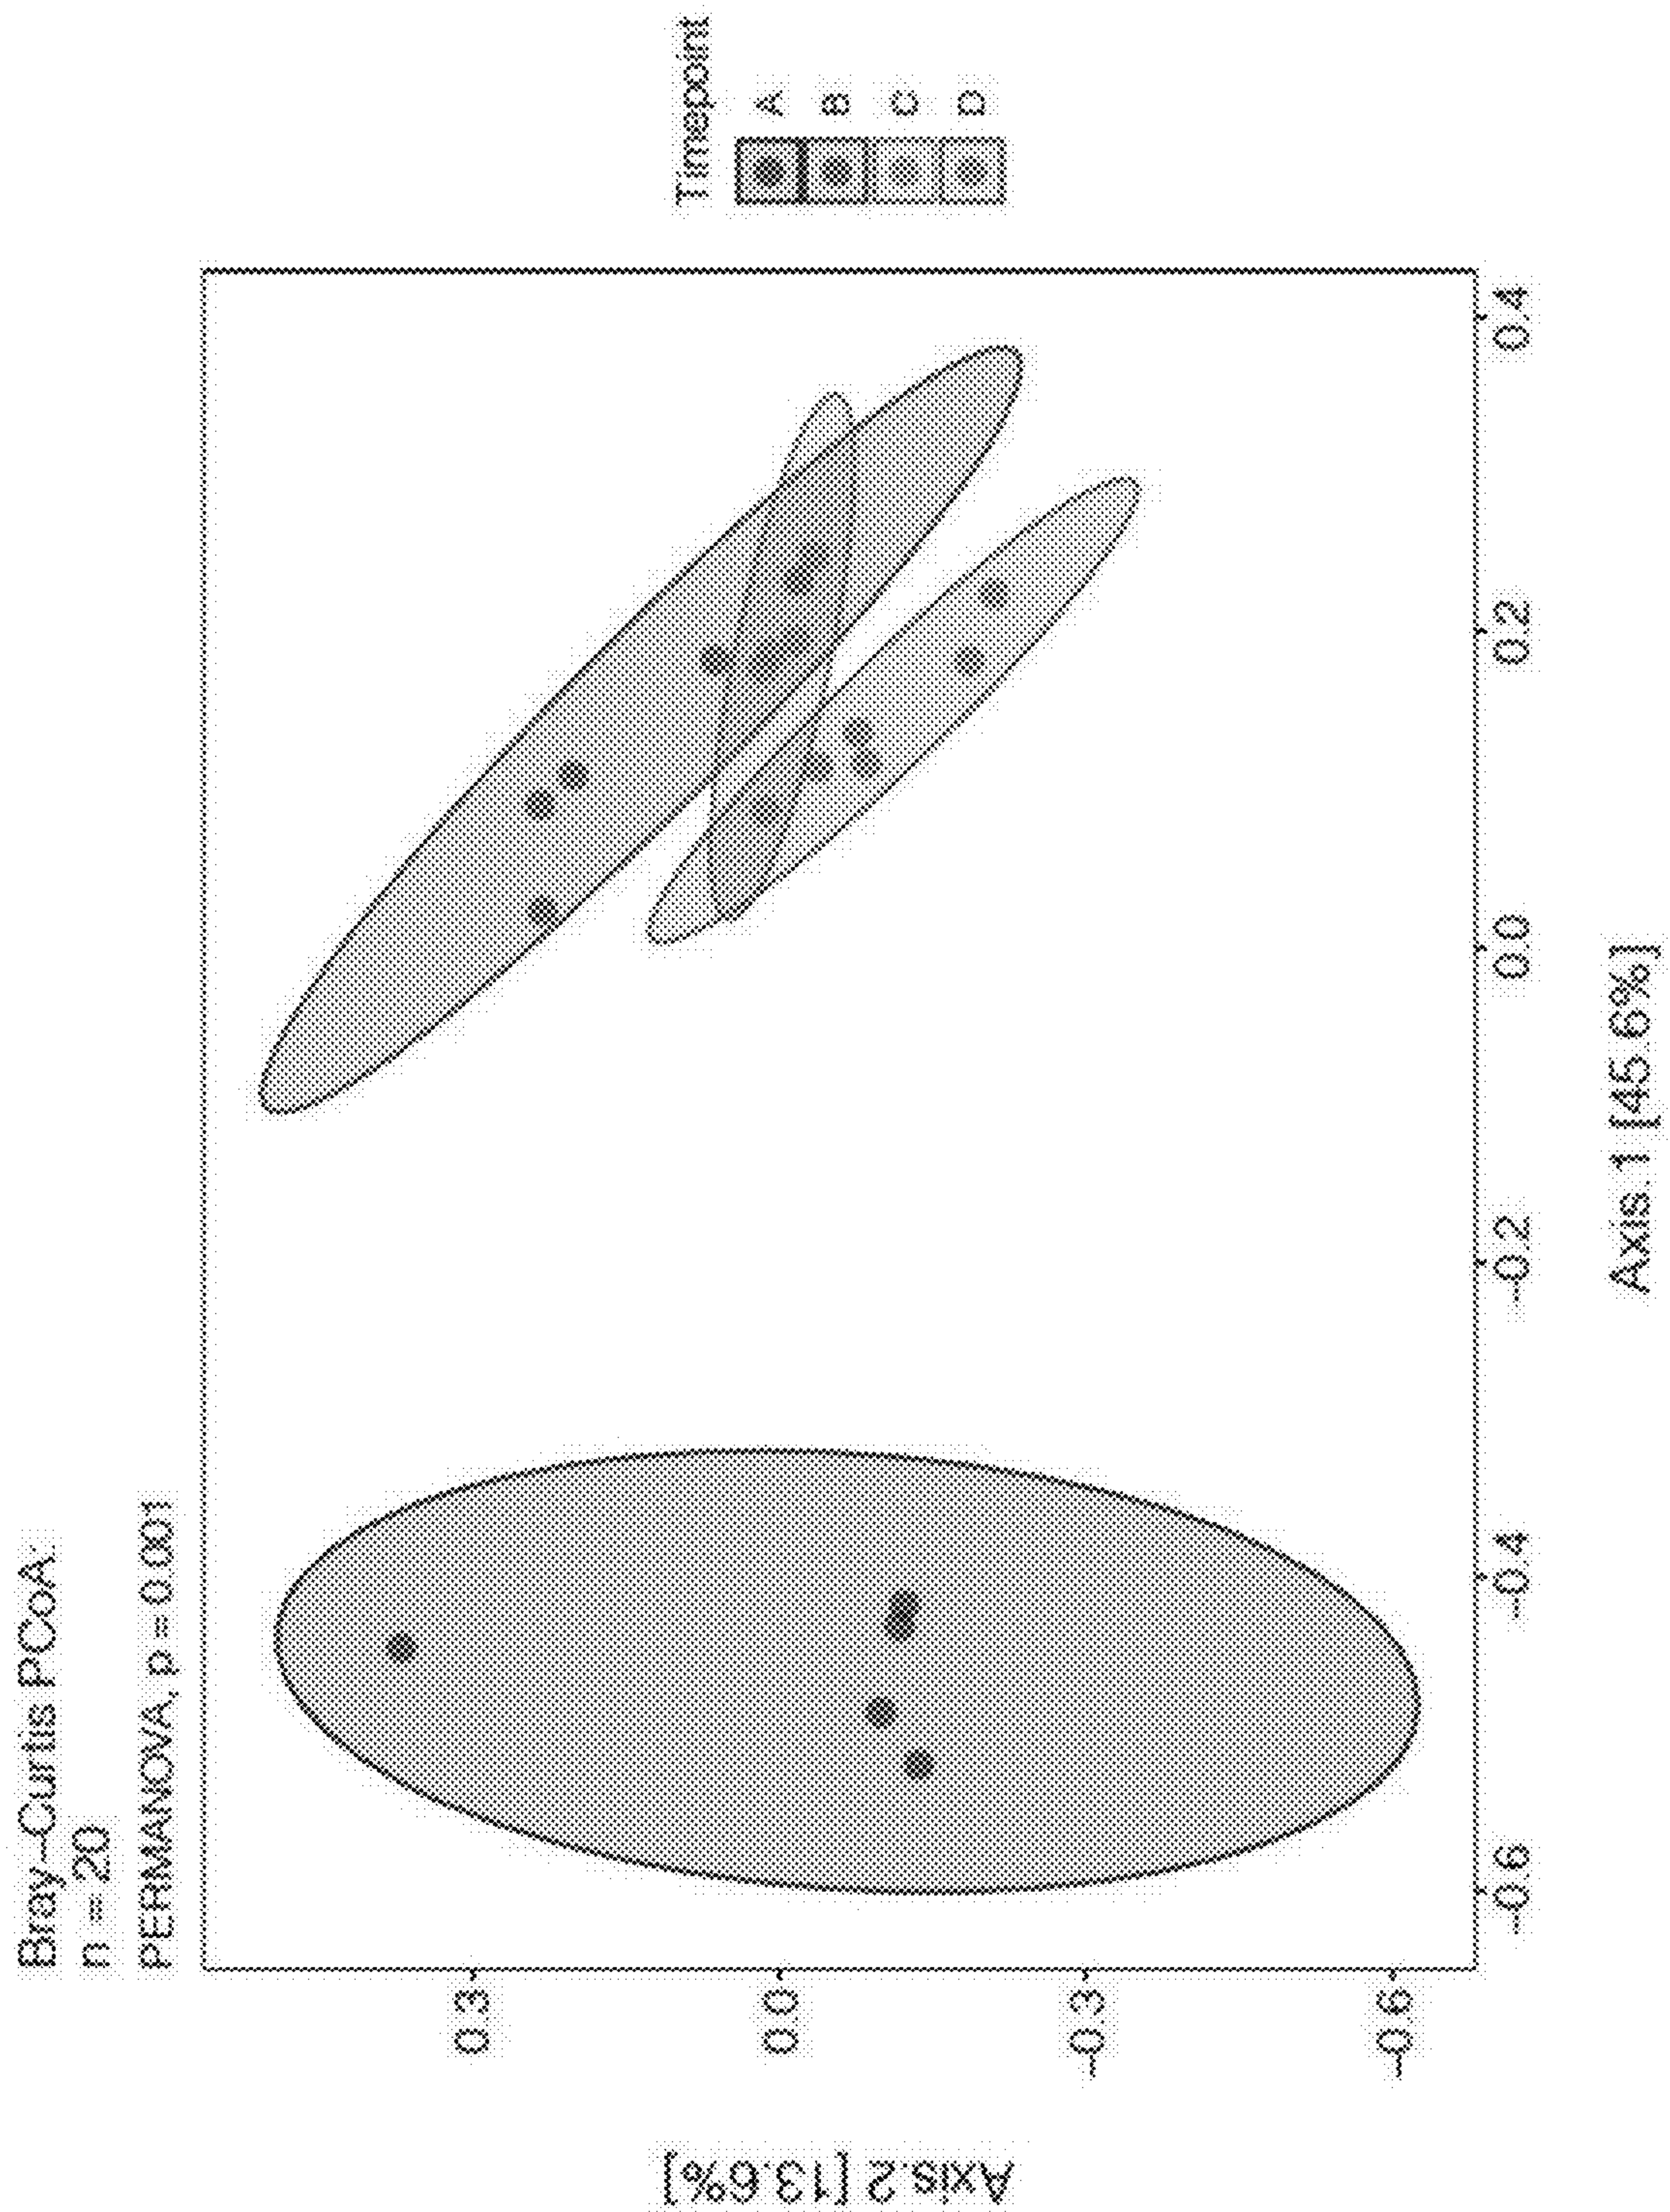 Bray–Curtis PCoA:
n = 20
PERMANOVA, p = 0.001
Axis.2 [13.6%]
0.3
0.0
–0.3
–0.6
–0.6
–0.4
–0.2
0.0
0.2
0.4
Axis.1 [45.6%]
Timepoint
A
B
C
D